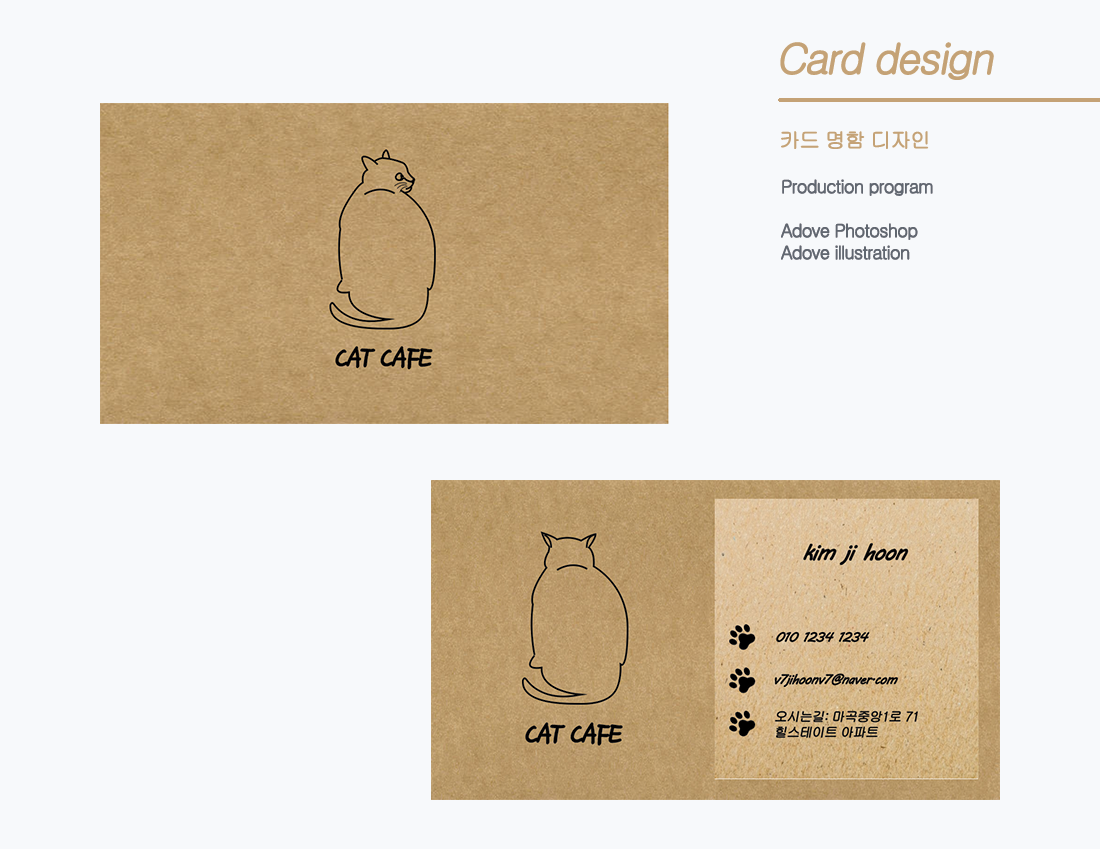 Card design
카드 명함 디자인
Production program
Adove Photoshop
Adove illustration
CAT CAFE
CAT CAFE
kim ji hoon
010 1234 1234
v7jihoonv7@naver.com
오시는길: 마곡중앙1로 71
힐스테이트 아파트